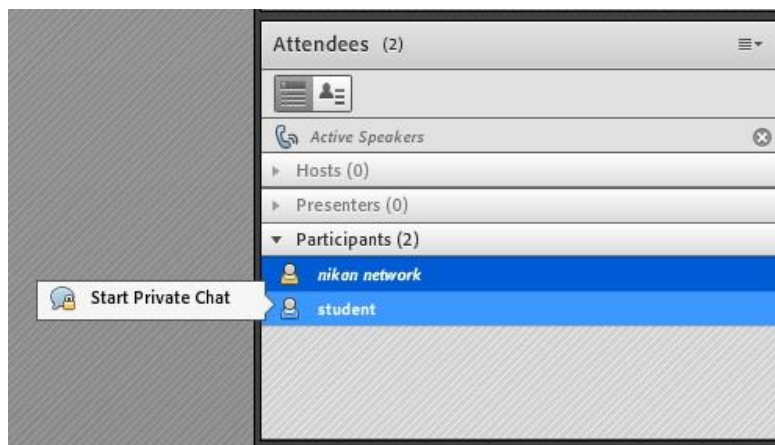 Attendees (2)
Active Speakers
Hosts (0)
Presenters (0)
Participants (2)
nikan network
Start Private Chat
student